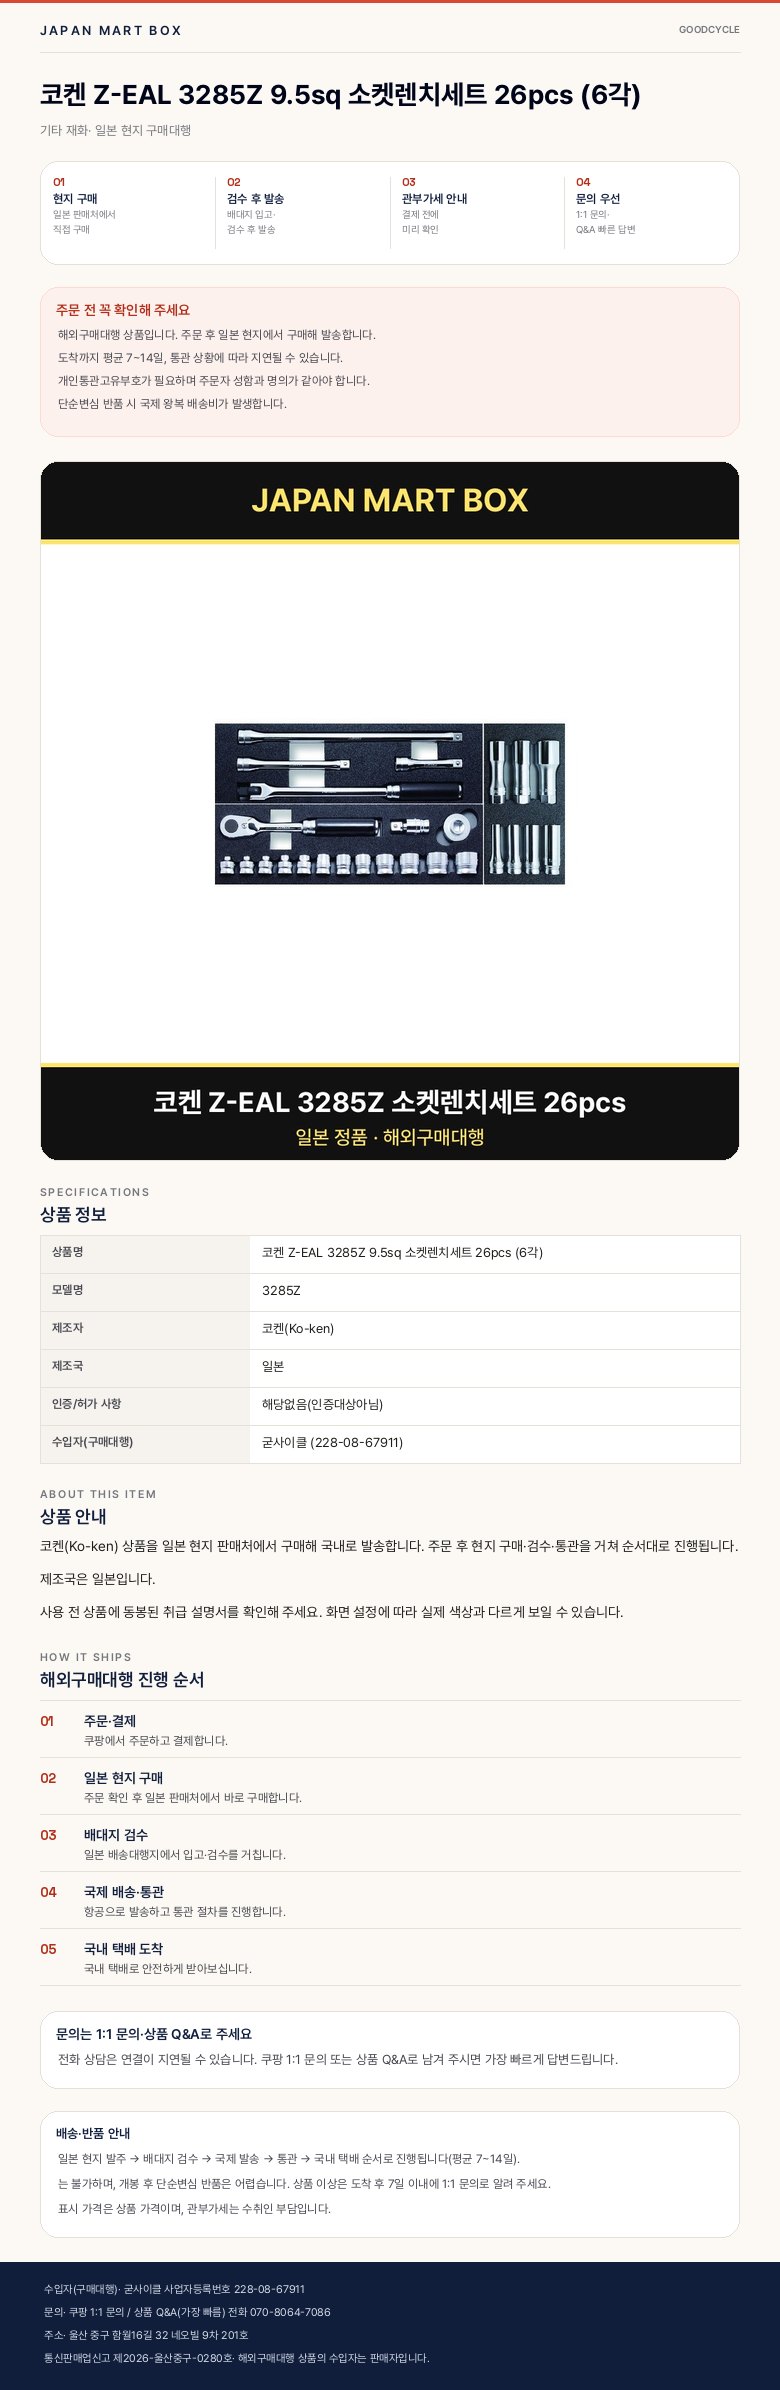 JAPAN MART BOX
GOODCYCLE
코켄 Z-EAL 3285Z 9.5sq 소켓렌치세트 26pcs (6각)
기타 재화· 일본 현지 구매대행
01
현지 구매
일본 판매처에서
직접 구매
02
검수 후 발송
배대지 입고·
검수 후 발송
03
관부가세 안내
결제 전에
미리 확인
04
문의 우선
1:1 문의·
Q&A 빠른 답변
주문 전 꼭 확인해 주세요
해외구매대행 상품입니다. 주문 후 일본 현지에서 구매해 발송합니다.
도착까지 평균 7~14일, 통관 상황에 따라 지연될 수 있습니다.
개인통관고유부호가 필요하며 주문자 성함과 명의가 같아야 합니다.
단순변심 반품 시 국제 왕복 배송비가 발생합니다.
JAPAN MART BOX
코켄 Z-EAL 3285Z 소켓렌치세트 26pcs
일본 정품 · 해외구매대행
SPECIFICATIONS
상품 정보
상품명 코켄 Z-EAL 3285Z 9.5sq 소켓렌치세트 26pcs (6각)
모델명 3285Z
제조자 코켄(Ko-ken)
제조국 일본
인증/허가 사항 해당없음(인증대상아님)
수입자(구매대행) 굳사이클 (228-08-67911)
ABOUT THIS ITEM
상품 안내
코켄(Ko-ken) 상품을 일본 현지 판매처에서 구매해 국내로 발송합니다. 주문 후 현지 구매·검수·통관을 거쳐 순서대로 진행됩니다.
제조국은 일본입니다.
사용 전 상품에 동봉된 취급 설명서를 확인해 주세요. 화면 설정에 따라 실제 색상과 다르게 보일 수 있습니다.
HOW IT SHIPS
해외구매대행 진행 순서
01 주문·결제
쿠팡에서 주문하고 결제합니다.
02 일본 현지 구매
주문 확인 후 일본 판매처에서 바로 구매합니다.
03 배대지 검수
일본 배송대행지에서 입고·검수를 거칩니다.
04 국제 배송·통관
항공으로 발송하고 통관 절차를 진행합니다.
05 국내 택배 도착
국내 택배로 안전하게 받아보십니다.
문의는 1:1 문의·상품 Q&A로 주세요
전화 상담은 연결이 지연될 수 있습니다. 쿠팡 1:1 문의 또는 상품 Q&A로 남겨 주시면 가장 빠르게 답변드립니다.
배송·반품 안내
일본 현지 발주 → 배대지 검수 → 국제 발송 → 통관 → 국내 택배 순서로 진행됩니다(평균 7~14일).
는 불가하며, 개봉 후 단순변심 반품은 어렵습니다. 상품 이상은 도착 후 7일 이내에 1:1 문의로 알려 주세요.
표시 가격은 상품 가격이며, 관부가세는 수취인 부담입니다.
수입자(구매대행)· 굳사이클 사업자등록번호 228-08-67911
문의· 쿠팡 1:1 문의 / 상품 Q&A(가장 빠름) 전화 070-8064-7086
주소· 울산 중구 함월16길 32 네오빌 9차 201호
통신판매업신고 제2026-울산중구-0280호· 해외구매대행 상품의 수입자는 판매자입니다.